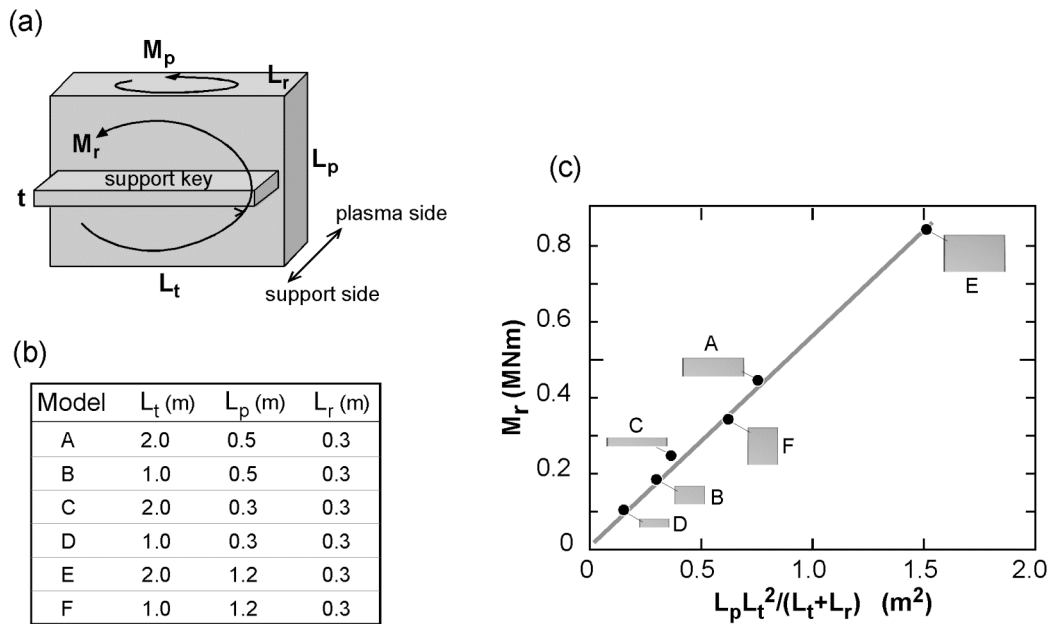 (a)
Mp
Lr
Mr
Lp
support key
t
plasma side
Lt
support side
(b)
Model Lt (m) Lp (m) Lr (m)
A 2.0 0.5 0.3
B 1.0 0.5 0.3
C 2.0 0.3 0.3
D 1.0 0.3 0.3
E 2.0 1.2 0.3
F 1.0 1.2 0.3
(c)
Mr (MNm)
0.8
0.6
0.4
0.2
0
E
A
C
F
B
D
0 0.5 1.0 1.5 2.0
LpLt²/(Lt+Lr) (m²)